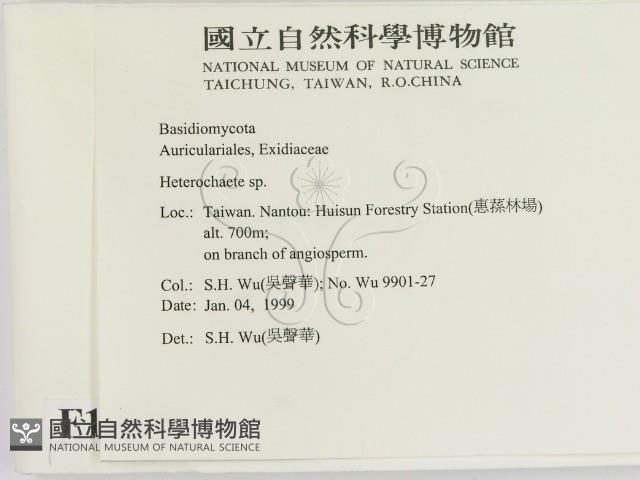 國立自然科學博物館
NATIONAL MUSEUM OF NATURAL SCIENCE
TAICHUNG, TAIWAN, R.O.CHINA
Basidiomycota
Auriculariales, Exidiaceae
Heterochaete sp.
Loc.: Taiwan. Nantou: Huisun Forestry Station(惠蓀林場)
alt. 700m;
on branch of angiosperm.
Col.: S.H. Wu(吳聲華); No. Wu 9901-27
Date: Jan. 04, 1999
Det.: S.H. Wu(吳聲華)
國立自然科學博物館
NATIONAL MUSEUM OF NATURAL SCIENCE